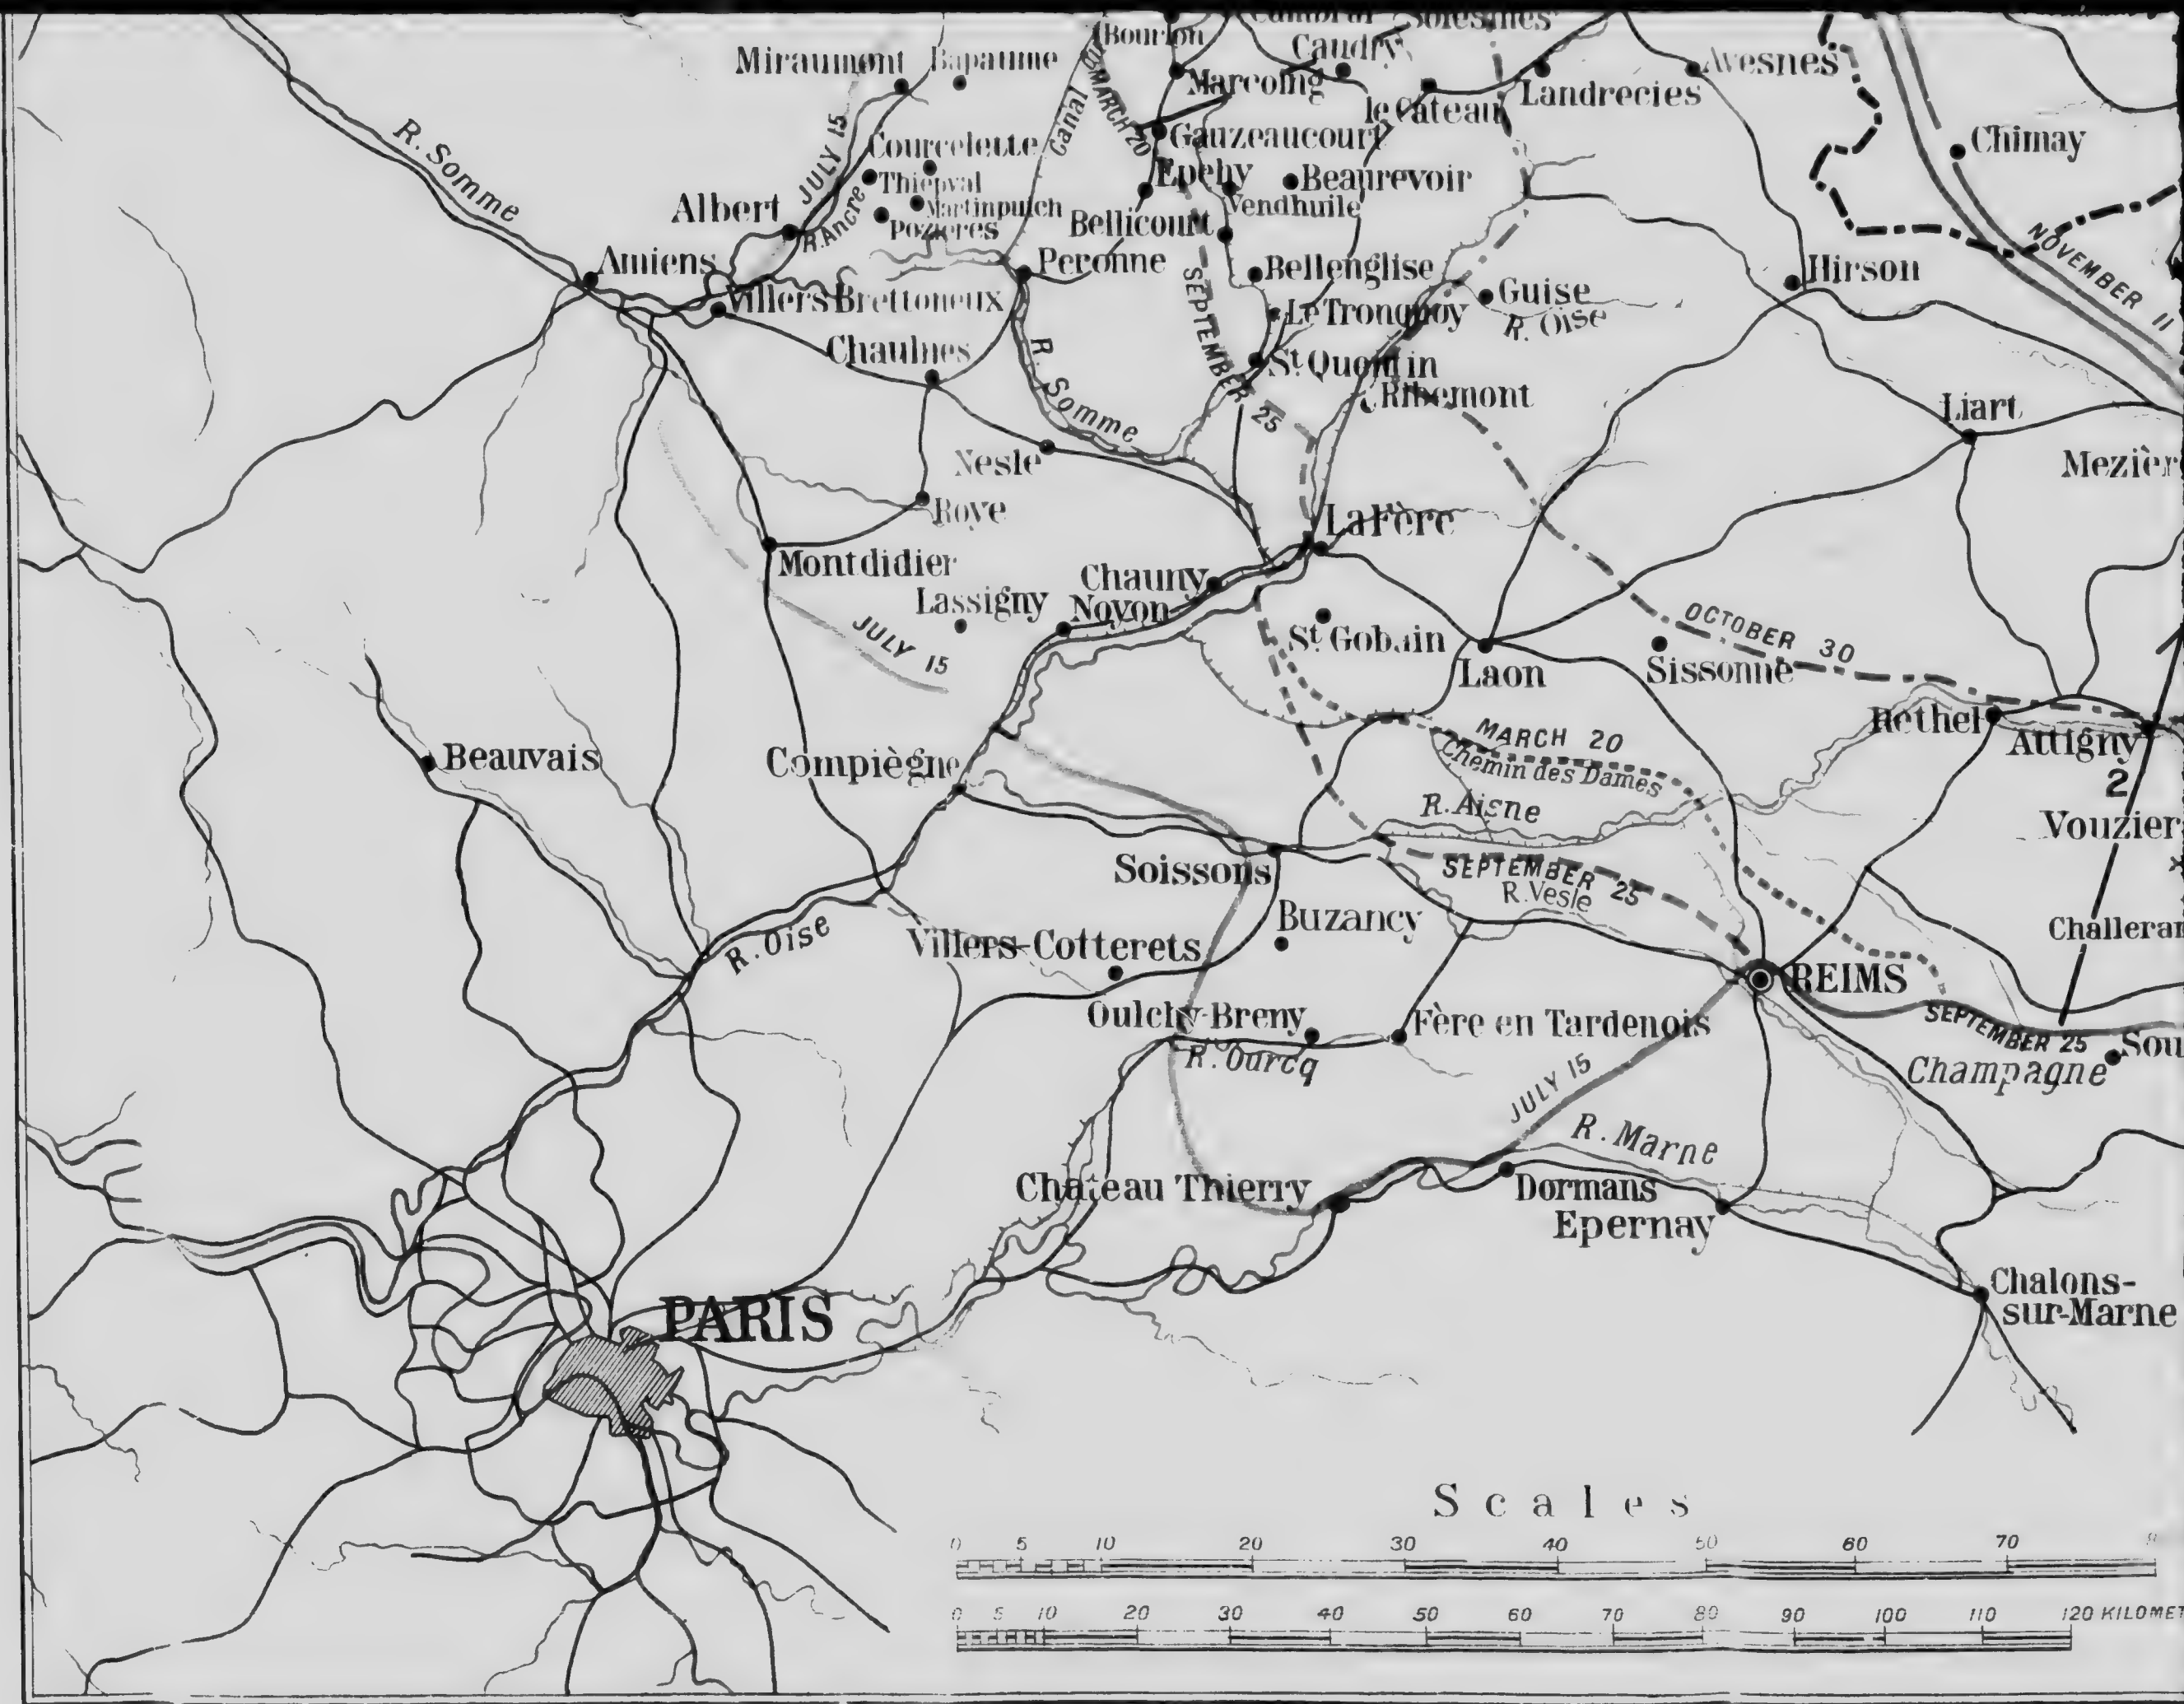 Solesmes
Bourlon
Caudry
Miraumont
Bapaume
Avesnes
Marcoing
Landrecies
le Cateau
Canal du
MARCH 20
R. Somme
JULY 15
Courcelette
Gauzeaucourt
Chimay
Thiepval
Epehy
Beaurevoir
Albert
Martinpuich
Vendhuile
R. Ancre
Pozieres
Bellicourt
NOVEMBER 11
Amiens
Peronne
Bellenglise
Hirson
Villers Brettoneux
SEPTEMBER 25
Guise
Le Tronquoy
R. Oise
Chaulnes
R. Somme
St. Quentin
Ribemont
Liart
Nesle
Mezièr
Roye
La Fère
Montdidier
Chauny
Lassigny
Noyon
JULY 15
St. Gobain
OCTOBER 30
Laon
Sissonne
Rethel
Attigny
MARCH 20
Beauvais
Compiègne
Chemin des Dames
2
R. Aisne
Vouzier
Soissons
SEPTEMBER 25
R. Vesle
Buzancy
Challeran
R. Oise
Villers-Cotterets
REIMS
Oulchy-Breny
Fère en Tardenois
SEPTEMBER 25
Sou
R. Ourcq
Champagne
JULY 15
R. Marne
Château Thierry
Dormans
Epernay
Chalons-
sur-Marne
PARIS
Scales
0 5 10 20 30 40 50 60 70 8
0 5 10 20 30 40 50 60 70 80 90 100 110 120 KILOMET